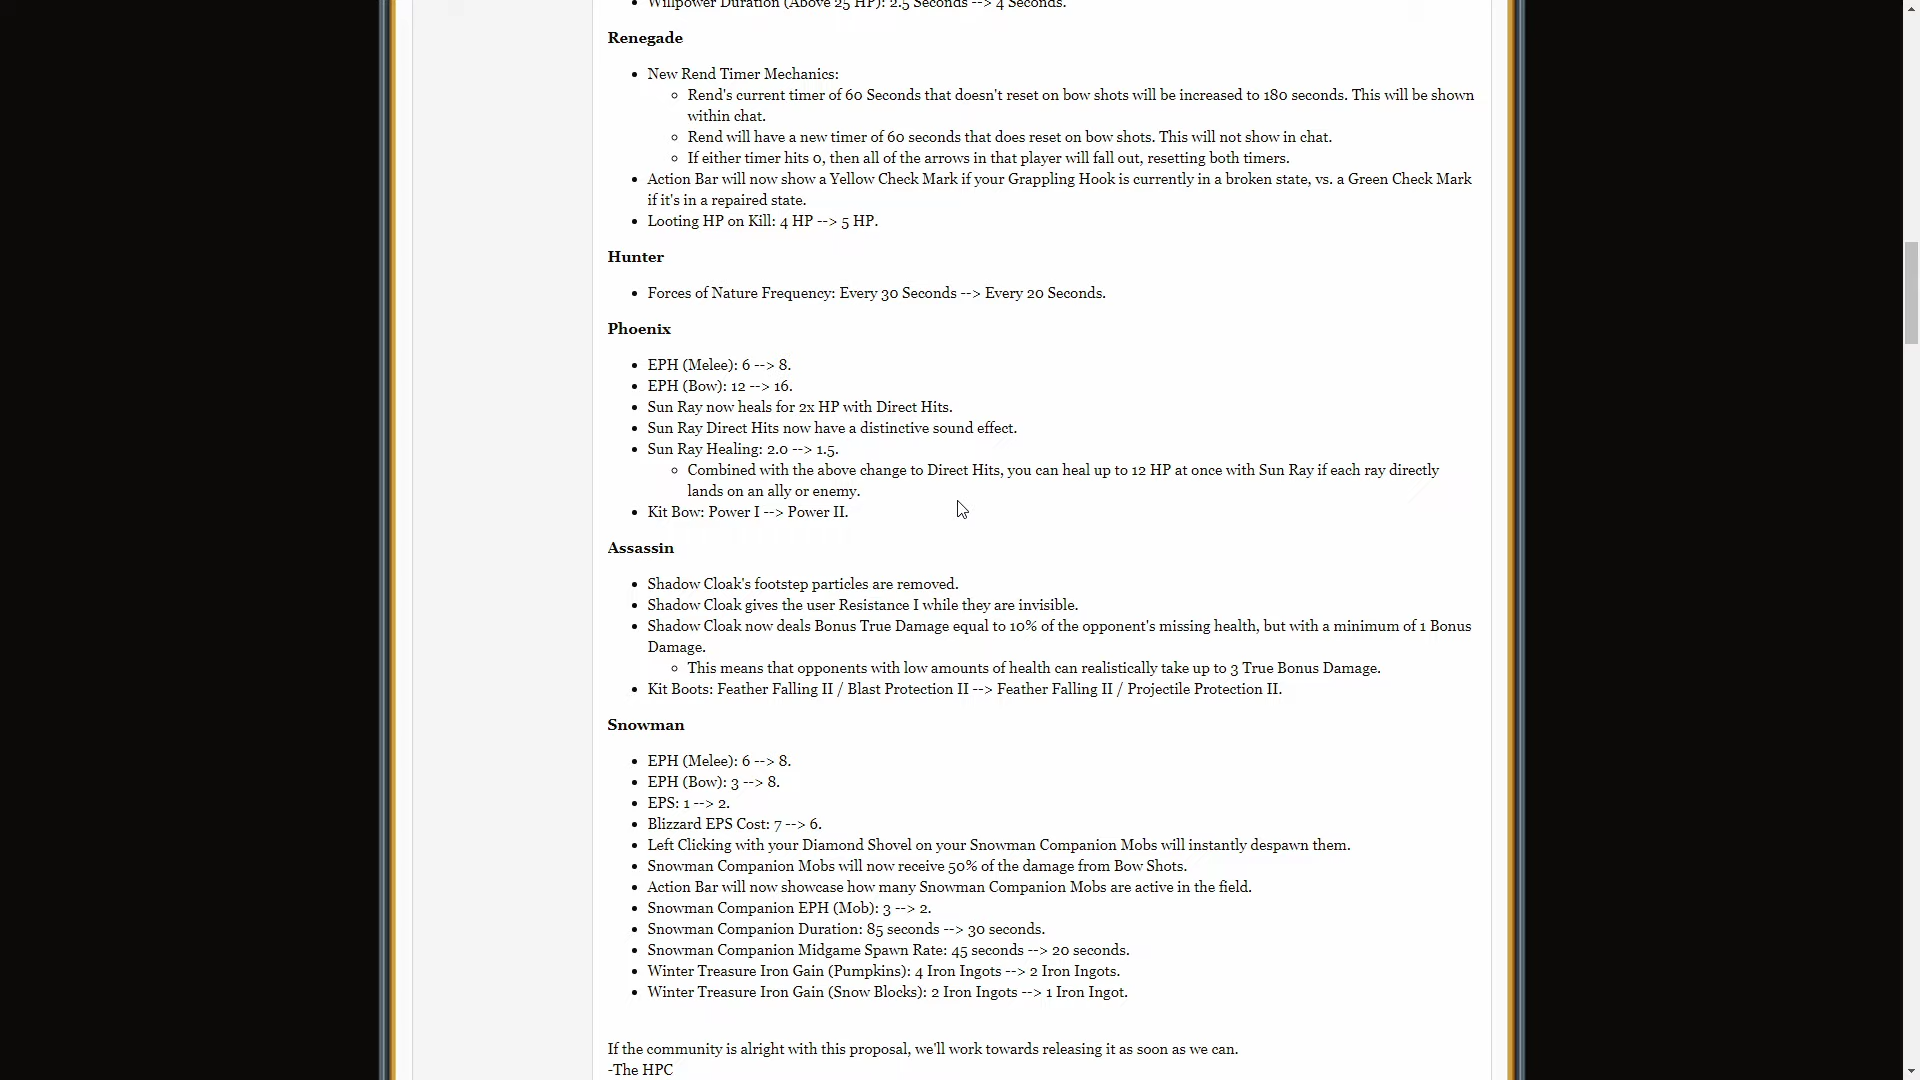 Willpower Duration (Above 25 HP): 2.5 Seconds --> 4 Seconds.
Renegade
New Rend Timer Mechanics:
Rend's current timer of 60 Seconds that doesn't reset on bow shots will be increased to 180 seconds. This will be shown
within chat.
Rend will have a new timer of 60 seconds that does reset on bow shots. This will not show in chat.
If either timer hits 0, then all of the arrows in that player will fall out, resetting both timers.
Action Bar will now show a Yellow Check Mark if your Grappling Hook is currently in a broken state, vs. a Green Check Mark
if it's in a repaired state.
Looting HP on Kill: 4 HP --> 5 HP.
Hunter
Forces of Nature Frequency: Every 30 Seconds --> Every 20 Seconds.
Phoenix
EPH (Melee): 6 --> 8.
EPH (Bow): 12 --> 16.
Sun Ray now heals for 2x HP with Direct Hits.
Sun Ray Direct Hits now have a distinctive sound effect.
Sun Ray Healing: 2.0 --> 1.5.
Combined with the above change to Direct Hits, you can heal up to 12 HP at once with Sun Ray if each ray directly
lands on an ally or enemy.
Kit Bow: Power I --> Power II.
Assassin
Shadow Cloak's footstep particles are removed.
Shadow Cloak gives the user Resistance I while they are invisible.
Shadow Cloak now deals Bonus True Damage equal to 10% of the opponent's missing health, but with a minimum of 1 Bonus
Damage.
This means that opponents with low amounts of health can realistically take up to 3 True Bonus Damage.
Kit Boots: Feather Falling II / Blast Protection II --> Feather Falling II / Projectile Protection II.
Snowman
EPH (Melee): 6 --> 8.
EPH (Bow): 3 --> 8.
EPS: 1 --> 2.
Blizzard EPS Cost: 7 --> 6.
Left Clicking with your Diamond Shovel on your Snowman Companion Mobs will instantly despawn them.
Snowman Companion Mobs will now receive 50% of the damage from Bow Shots.
Action Bar will now showcase how many Snowman Companion Mobs are active in the field.
Snowman Companion EPH (Mob): 3 --> 2.
Snowman Companion Duration: 85 seconds --> 30 seconds.
Snowman Companion Midgame Spawn Rate: 45 seconds --> 20 seconds.
Winter Treasure Iron Gain (Pumpkins): 4 Iron Ingots --> 2 Iron Ingots.
Winter Treasure Iron Gain (Snow Blocks): 2 Iron Ingots --> 1 Iron Ingot.
If the community is alright with this proposal, we'll work towards releasing it as soon as we can.
-The HPC